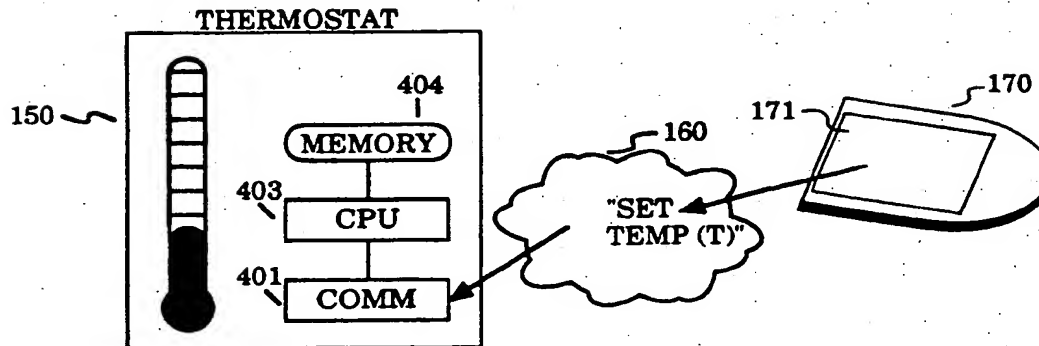 THERMOSTAT
150
404
MEMORY
403
CPU
401
COMM
160
"SET
TEMP (T)"
171
170